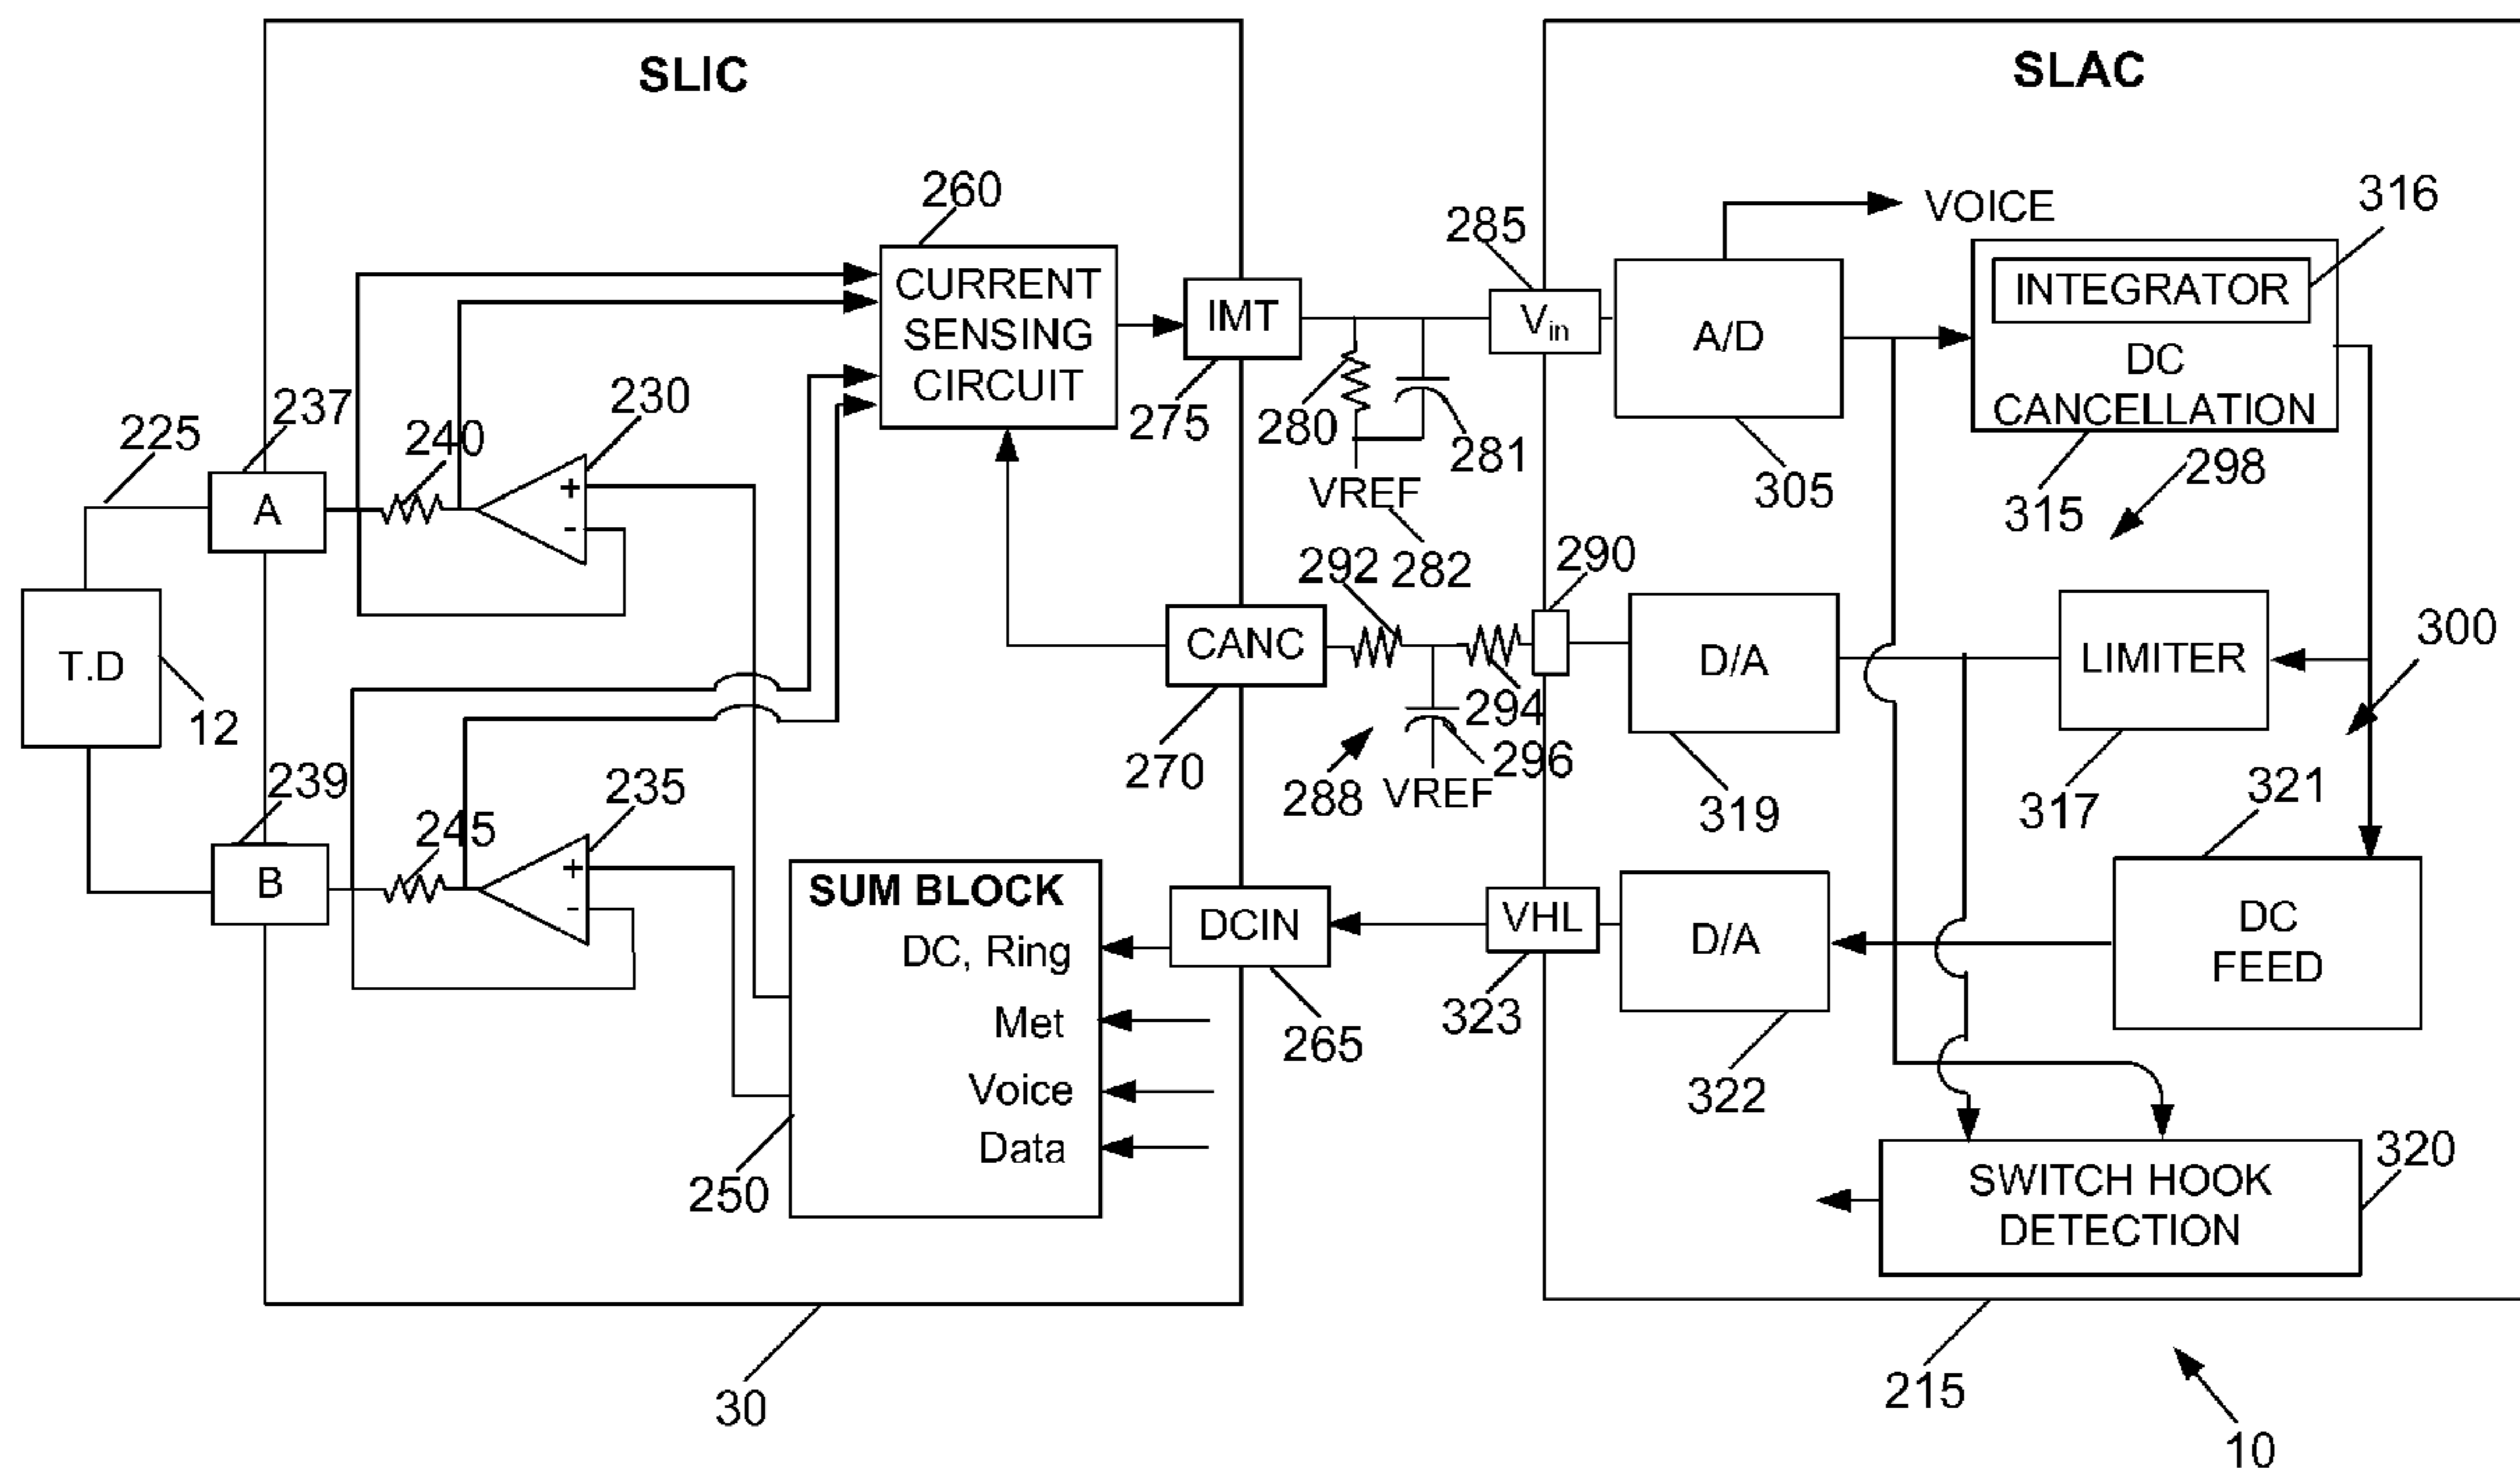 SLIC
SLAC
260
316
285
VOICE
CURRENT
SENSING
CIRCUIT
IMT
V in
A/D
INTEGRATOR
DC
CANCELLATION
237
230
275
280
281
225
240
298
A
+
-
VREF
305
315
292
282
290
T.D
CANC
D/A
LIMITER
300
12
294
270
296
288
VREF
319
317
321
239
235
245
B
+
-
SUM BLOCK
DC, Ring
DCIN
VHL
D/A
DC
FEED
Met
265
323
Voice
322
Data
250
SWITCH HOOK
DETECTION
320
30
215
10